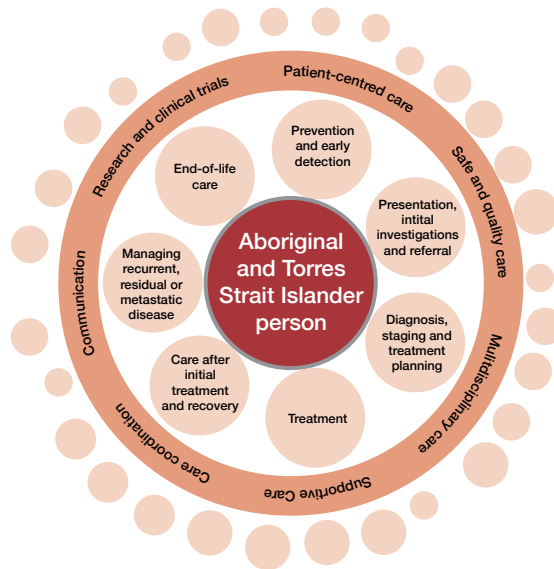 Patient-centred care
Safe and quality care
Multitdisciplinary care
Supportive Care
Care coordination
Communication
Research and clinical trials
Prevention
and early
detection
Presentation,
intital
investigations
and referral
Diagnosis,
staging and
treatment
planning
Treatment
Care after
initial
treatment
and recovery
Managing
recurrent,
residual or
metastatic
disease
End-of-life
care
Aboriginal
and Torres
Strait Islander
person